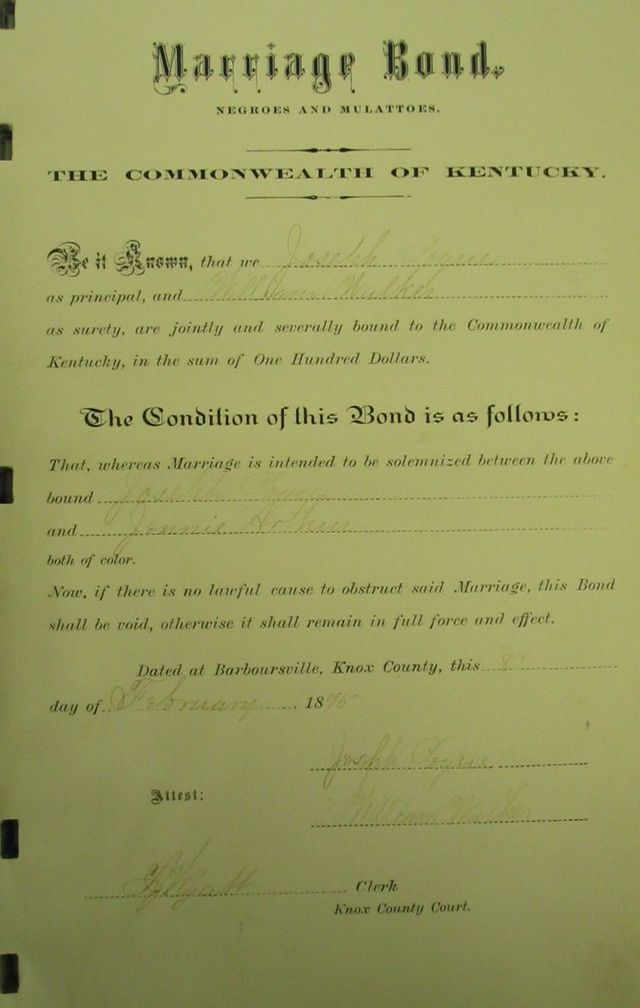 Marriage Bond.
NEGROES AND MULATTOES.
THE COMMONWEALTH OF KENTUCKY.
Be it Known, that we Joseph
as principal, and William Walker
as surety, are jointly and severally bound to the Commonwealth of
Kentucky, in the sum of One Hundred Dollars.
The Condition of this Bond is as follows:
That, whereas Marriage is intended to be solemnized between the above
bound Joseph
and Jennie
both of color.
Now, if there is no lawful cause to obstruct said Marriage, this Bond
shall be void, otherwise it shall remain in full force and effect.
Dated at Barboursville, Knox County, this 8"
day of February 1875
Joseph
Attest:
William Walker
Clerk
Knox County Court.